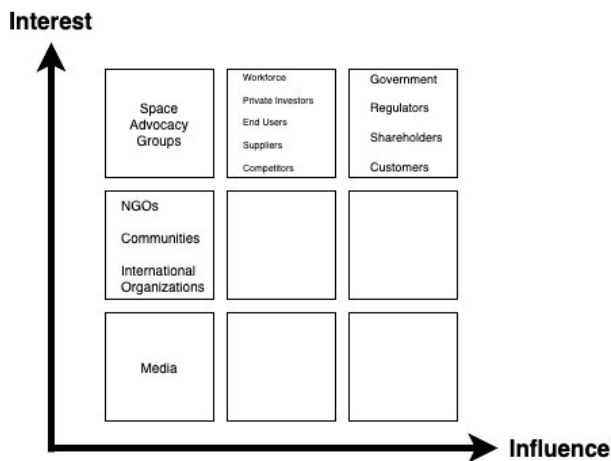 Interest
Space
Advocacy
Groups
Workforce
Private Investors
End Users
Suppliers
Competitors
Government
Regulators
Shareholders
Customers
NGOs
Communities
International
Organizations
Media
Influence